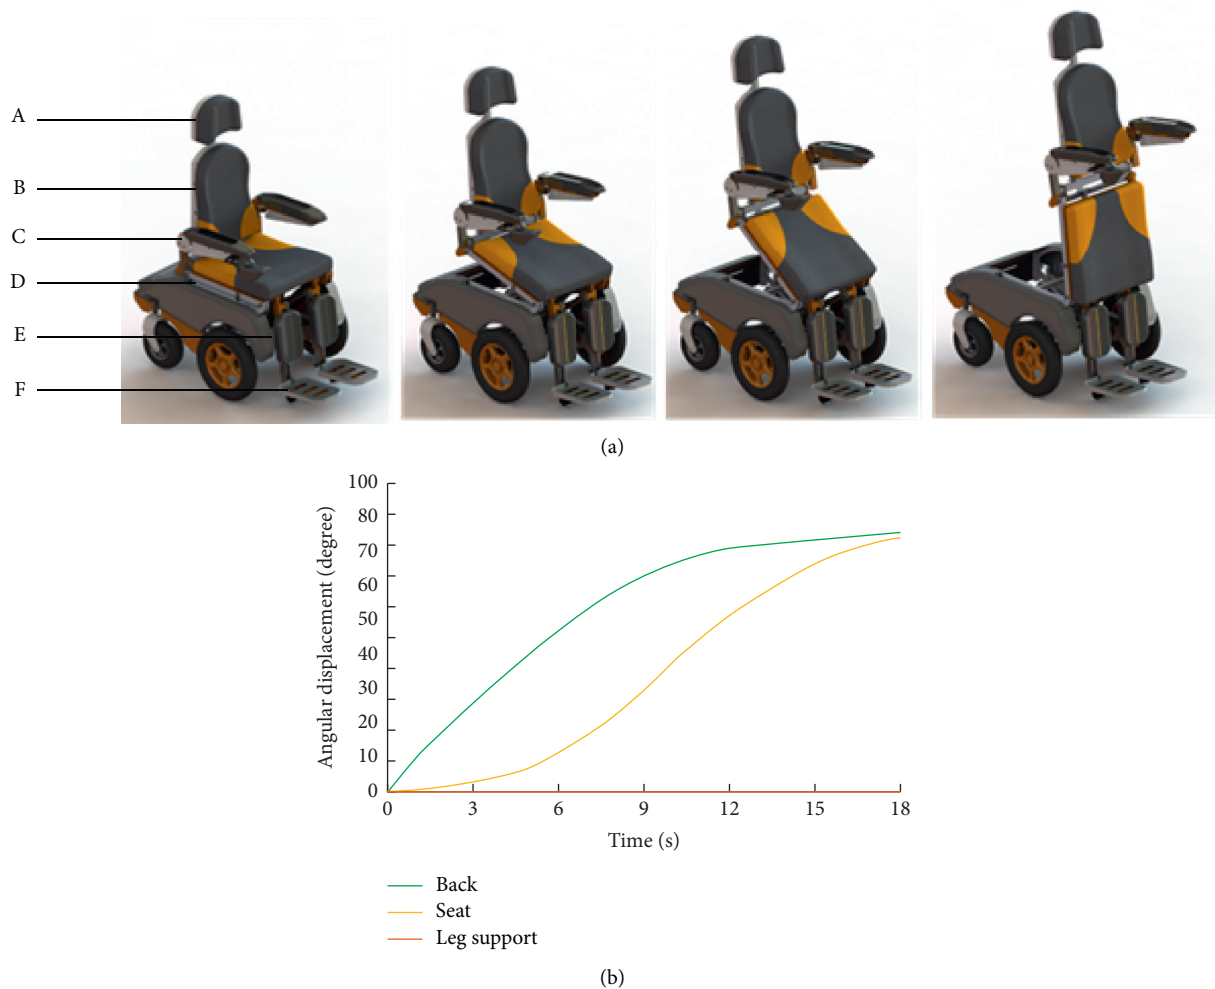 A
B
C
D
E
F
(a)
100
80
70
60
50
40
30
20
10
0
Angular displacement (degree)
0 3 6 9 12 15 18
Time (s)
Back
Seat
Leg support
(b)